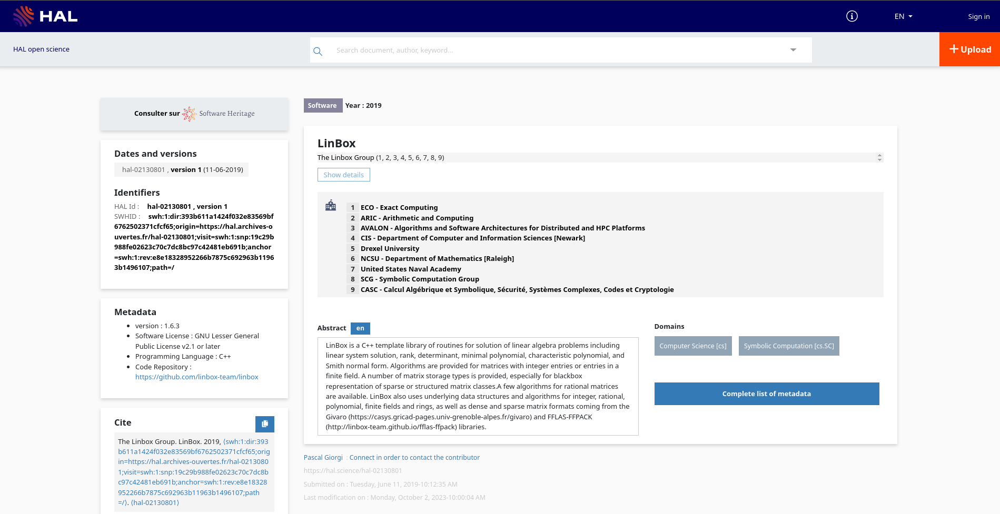 HAL
EN
Sign in
HAL open science
Search document, author, keyword...
Upload
Consulter sur Software Heritage
Dates and versions
hal-02130801 , version 1 (11-06-2019)
Identifiers
HAL Id : hal-02130801 , version 1
SWHID : swh:1:dir:393b611a1424f032e83569bf
6762502371cfcf65;origin=https://hal.archives-o
uvertes.fr/hal-02130801;visit=swh:1:snp:19c29b
988fe02623c70c7dc8bc97c42481eb691b;anchor
=swh:1:rev:e8e18328952266b7875c692963b1196
3b1496107;path=/
Metadata
version : 1.6.3
Software License : GNU Lesser General
Public License v2.1 or later
Programming Language : C++
Code Repository :
https://github.com/linbox-team/linbox
Cite
The Linbox Group. LinBox. 2019, ⟨swh:1:dir:393
b611a1424f032e83569bf6762502371cfcf65;orig
in=https://hal.archives-ouvertes.fr/hal-0213080
1;visit=swh:1:snp:19c29b988fe02623c70c7dc8b
c97c42481eb691b;anchor=swh:1:rev:e8e18328
952266b7875c692963b11963b1496107;path
=/⟩. ⟨hal-02130801⟩
Software Year : 2019
LinBox
The Linbox Group (1, 2, 3, 4, 5, 6, 7, 8, 9)
Show details
1 ECO - Exact Computing
2 ARIC - Arithmetic and Computing
3 AVALON - Algorithms and Software Architectures for Distributed and HPC Platforms
4 CIS - Department of Computer and Information Sciences [Newark]
5 Drexel University
6 NCSU - Department of Mathematics [Raleigh]
7 United States Naval Academy
8 SCG - Symbolic Computation Group
9 CASC - Calcul Algébrique et Symbolique, Sécurité, Systèmes Complexes, Codes et Cryptologie
Abstract en
LinBox is a C++ template library of routines for solution of linear algebra problems including
linear system solution, rank, determinant, minimal polynomial, characteristic polynomial, and
Smith normal form. Algorithms are provided for matrices with integer entries or entries in a
finite field. A number of matrix storage types is provided, especially for blackbox
representation of sparse or structured matrix classes.A few algorithms for rational matrices
are available. LinBox also uses underlying data structures and algorithms for integer, rational,
polynomial, finite fields and rings, as well as dense and sparse matrix formats coming from the
Givaro (https://casys.gricad-pages.univ-grenoble-alpes.fr/givaro) and FFLAS-FFPACK
(http://linbox-team.github.io/fflas-ffpack) libraries.
Domains
Computer Science [cs] Symbolic Computation [cs.SC]
Complete list of metadata
Pascal Giorgi : Connect in order to contact the contributor
https://hal.science/hal-02130801
Submitted on : Tuesday, June 11, 2019-10:12:35 AM
Last modification on : Monday, October 2, 2023-10:00:04 AM